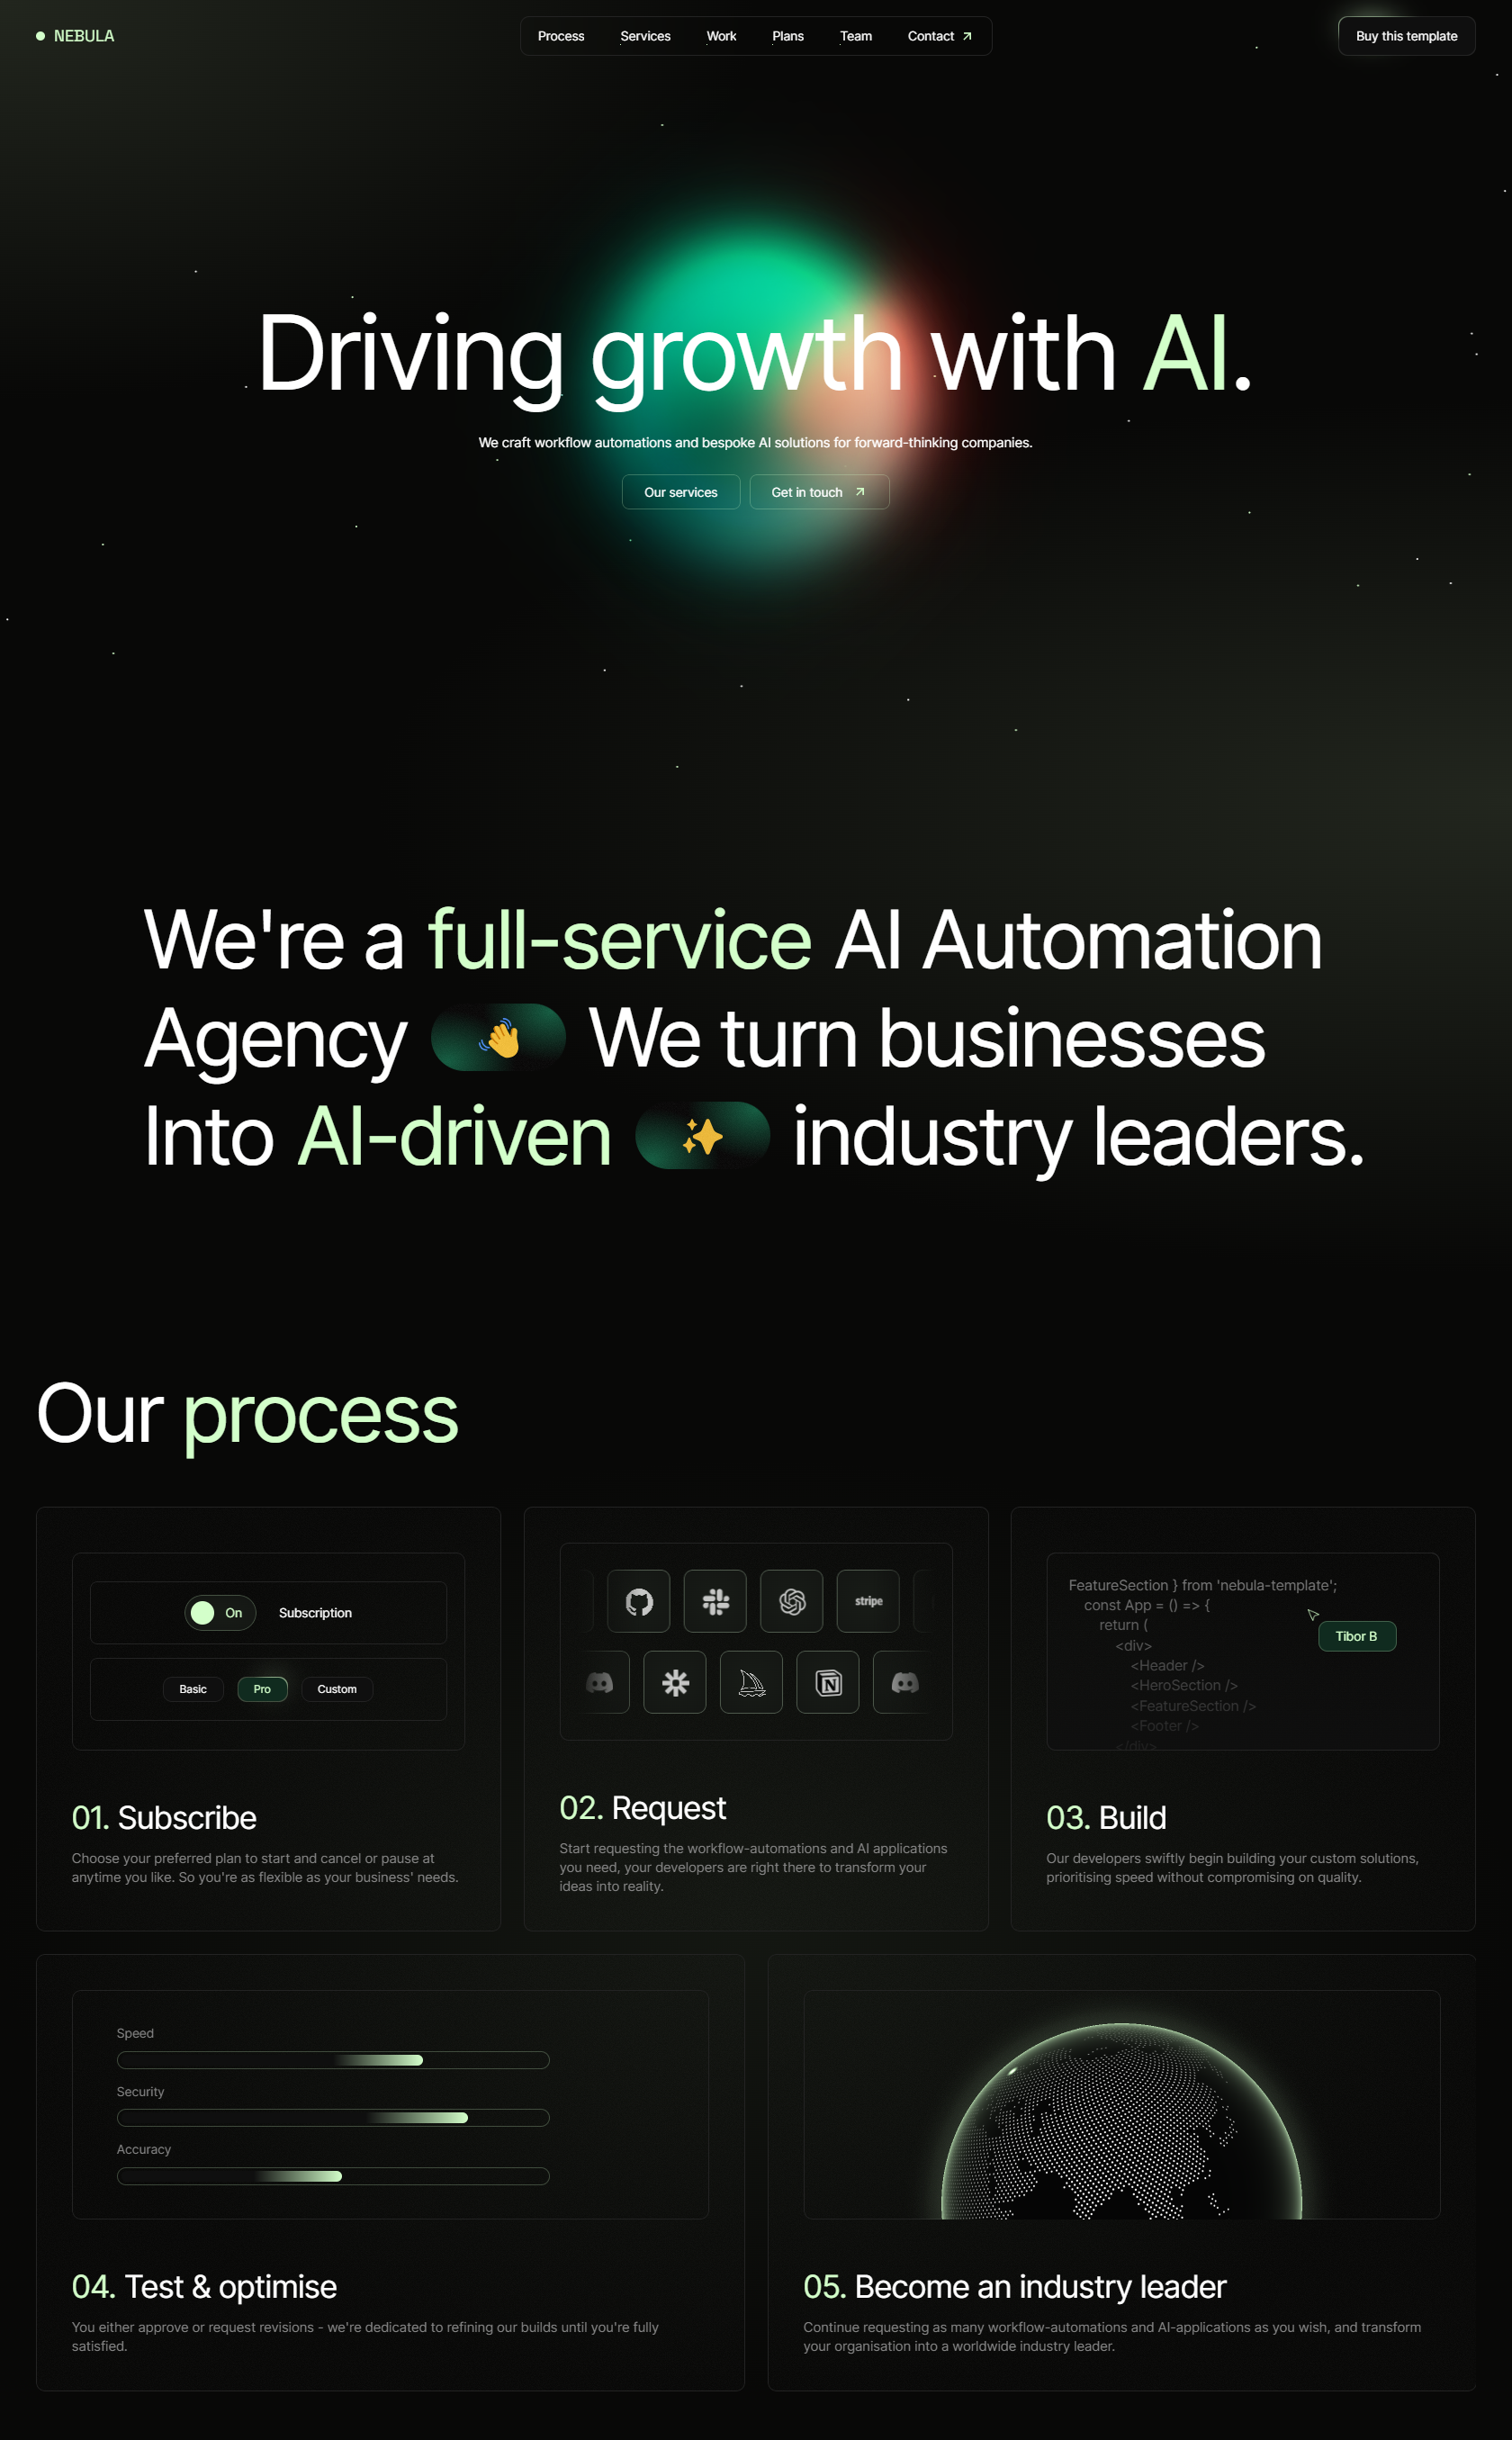 NEBULA
Process Services Work Plans Team Contact
Buy this template
Driving growth with AI.
We craft workflow automations and bespoke AI solutions for forward-thinking companies.
Our services
Get in touch
We're a full-service AI Automation
Agency 👋 We turn businesses
Into AI-driven ✨ industry leaders.
Our process
On
Subscription
Basic
Pro
Custom
01. Subscribe
Choose your preferred plan to start and cancel or pause at
anytime you like. So you're as flexible as your business' needs.
stripe
N
02. Request
Start requesting the workflow-automations and AI applications
you need, your developers are right there to transform your
ideas into reality.
FeatureSection } from 'nebula-template';
const App = () => {
return (
<div>
<Header />
<HeroSection />
<FeatureSection />
<Footer />
</div>
Tibor B
03. Build
Our developers swiftly begin building your custom solutions,
prioritising speed without compromising on quality.
Speed
Security
Accuracy
04. Test & optimise
You either approve or request revisions - we're dedicated to refining our builds until you're fully
satisfied.
05. Become an industry leader
Continue requesting as many workflow-automations and AI-applications as you wish, and transform
your organisation into a worldwide industry leader.